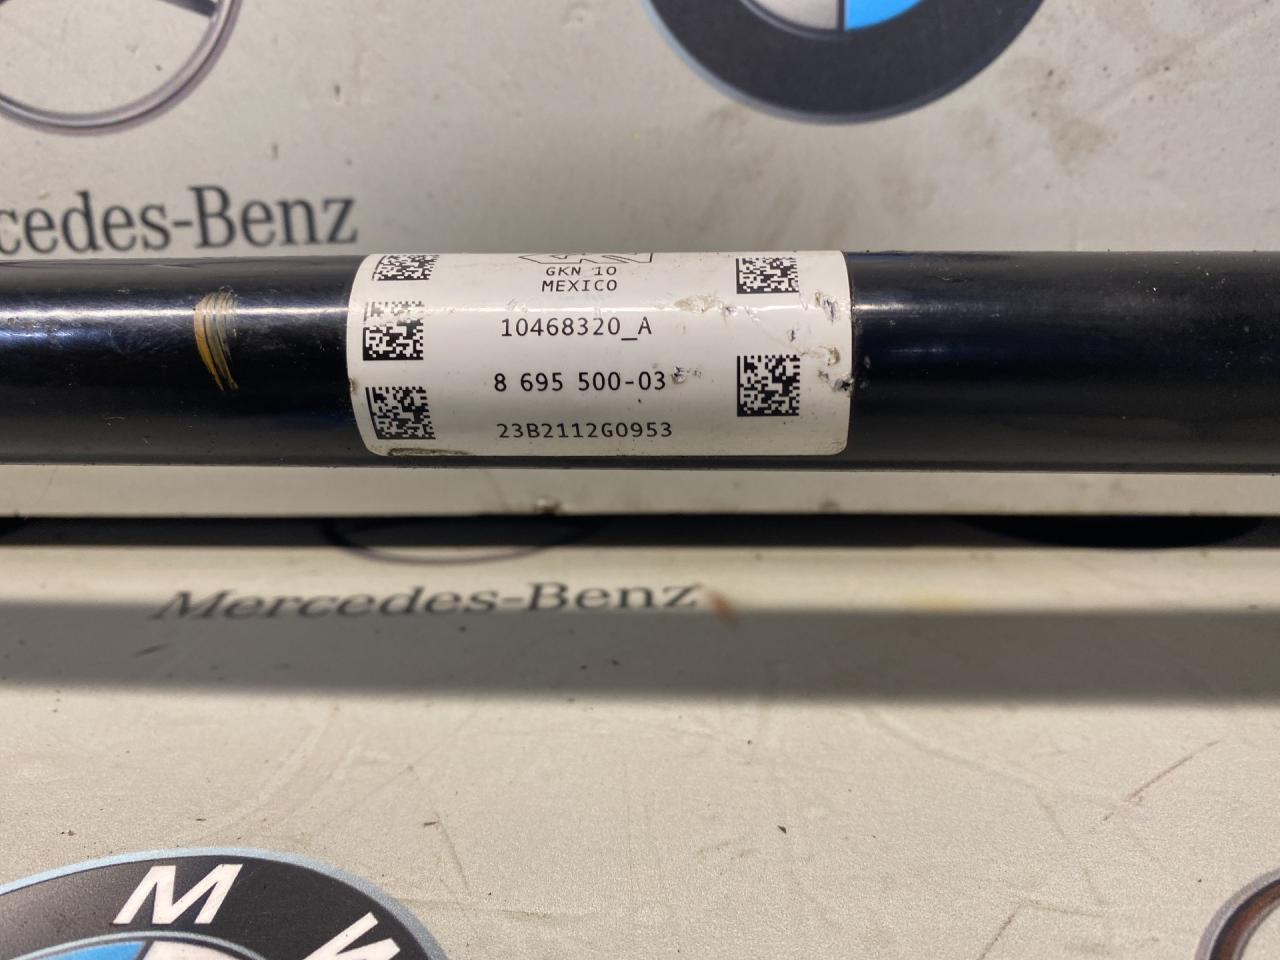 cedes-Benz
GKN 10
MEXICO
10468320_A
8 695 500-03
23B2112G0953
Mercedes-Benz
M W